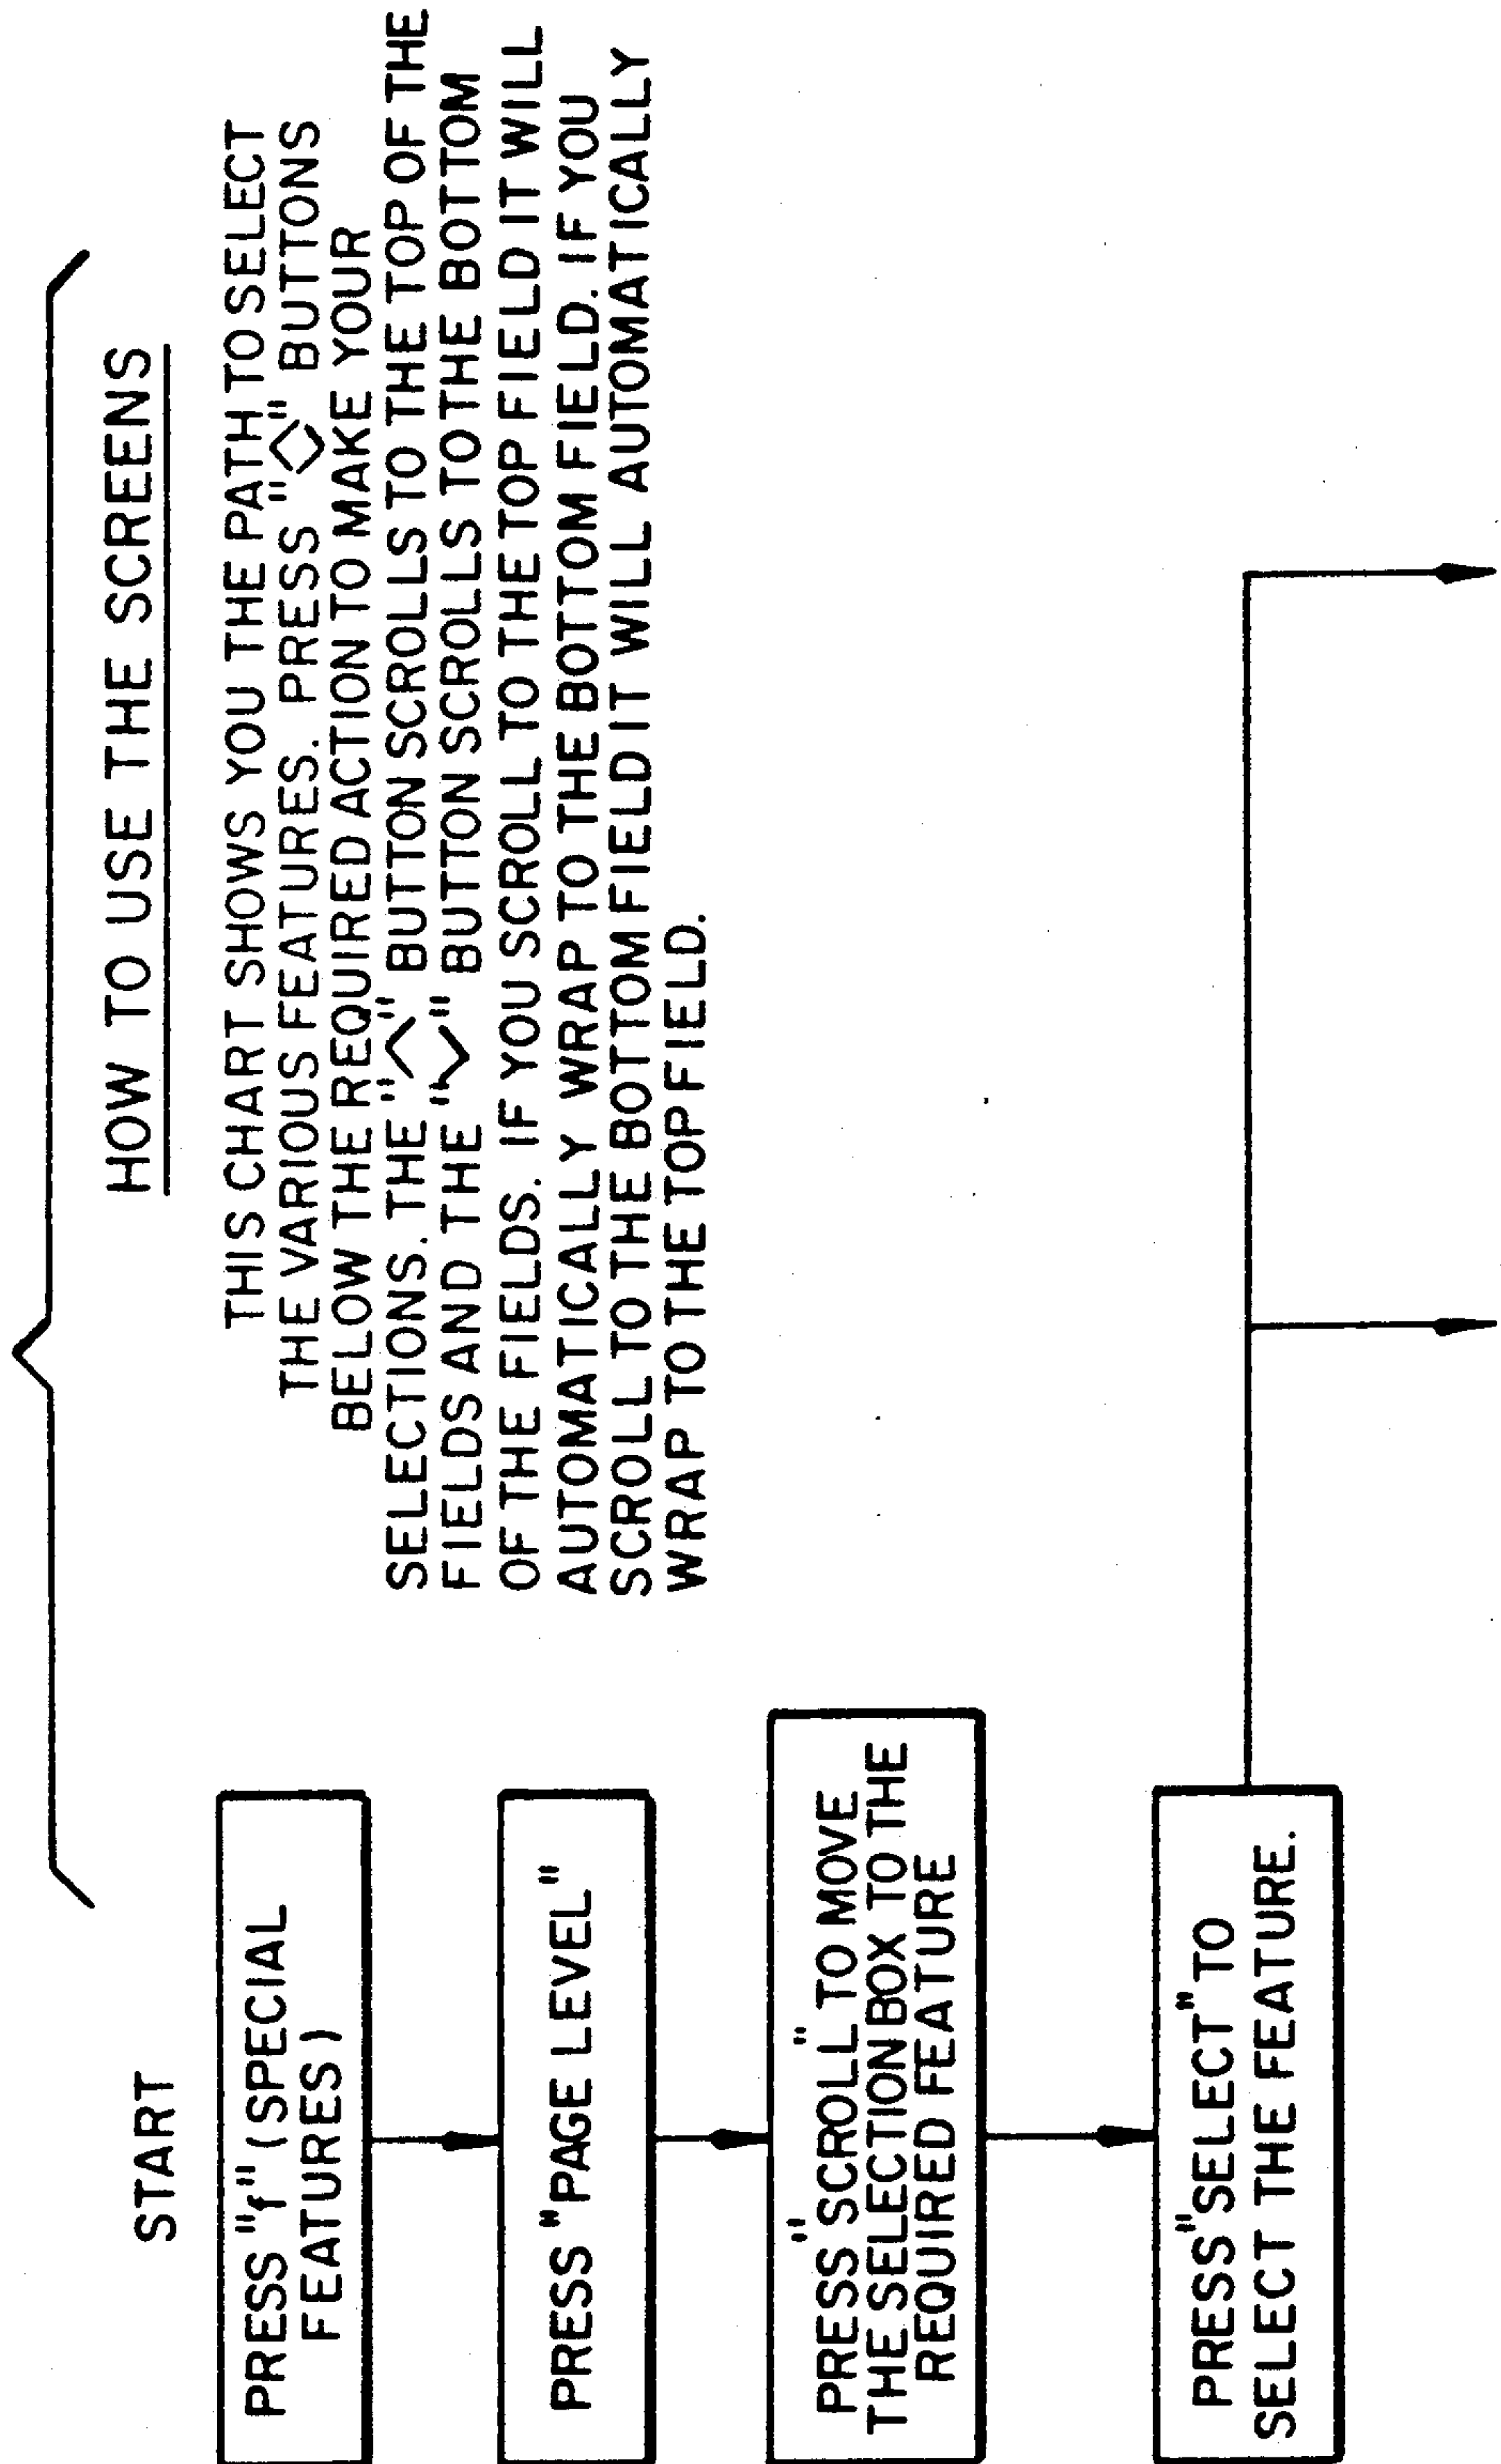 HOW TO USE THE SCREENS
THIS CHART SHOWS YOU THE PATH TO SELECT
THE VARIOUS FEATURES. PRESS "<>" BUTTONS
BELOW THE REQUIRED ACTION TO MAKE YOUR
SELECTIONS. THE "<" BUTTON SCROLLS TO THE TOP OF THE
FIELDS AND THE ">" BUTTON SCROLLS TO THE BOTTOM
OF THE FIELDS. IF YOU SCROLL TO THE TOP FIELD IT WILL
AUTOMATICALLY WRAP TO THE BOTTOM FIELD. IF YOU
SCROLL TO THE BOTTOM FIELD IT WILL AUTOMATICALLY
WRAP TO THE TOP FIELD.
START
PRESS "f" (SPECIAL
FEATURES)
PRESS "PAGE LEVEL"
PRESS "SCROLL" TO MOVE
THE SELECTION BOX TO THE
REQUIRED FEATURE
PRESS "SELECT" TO
SELECT THE FEATURE.